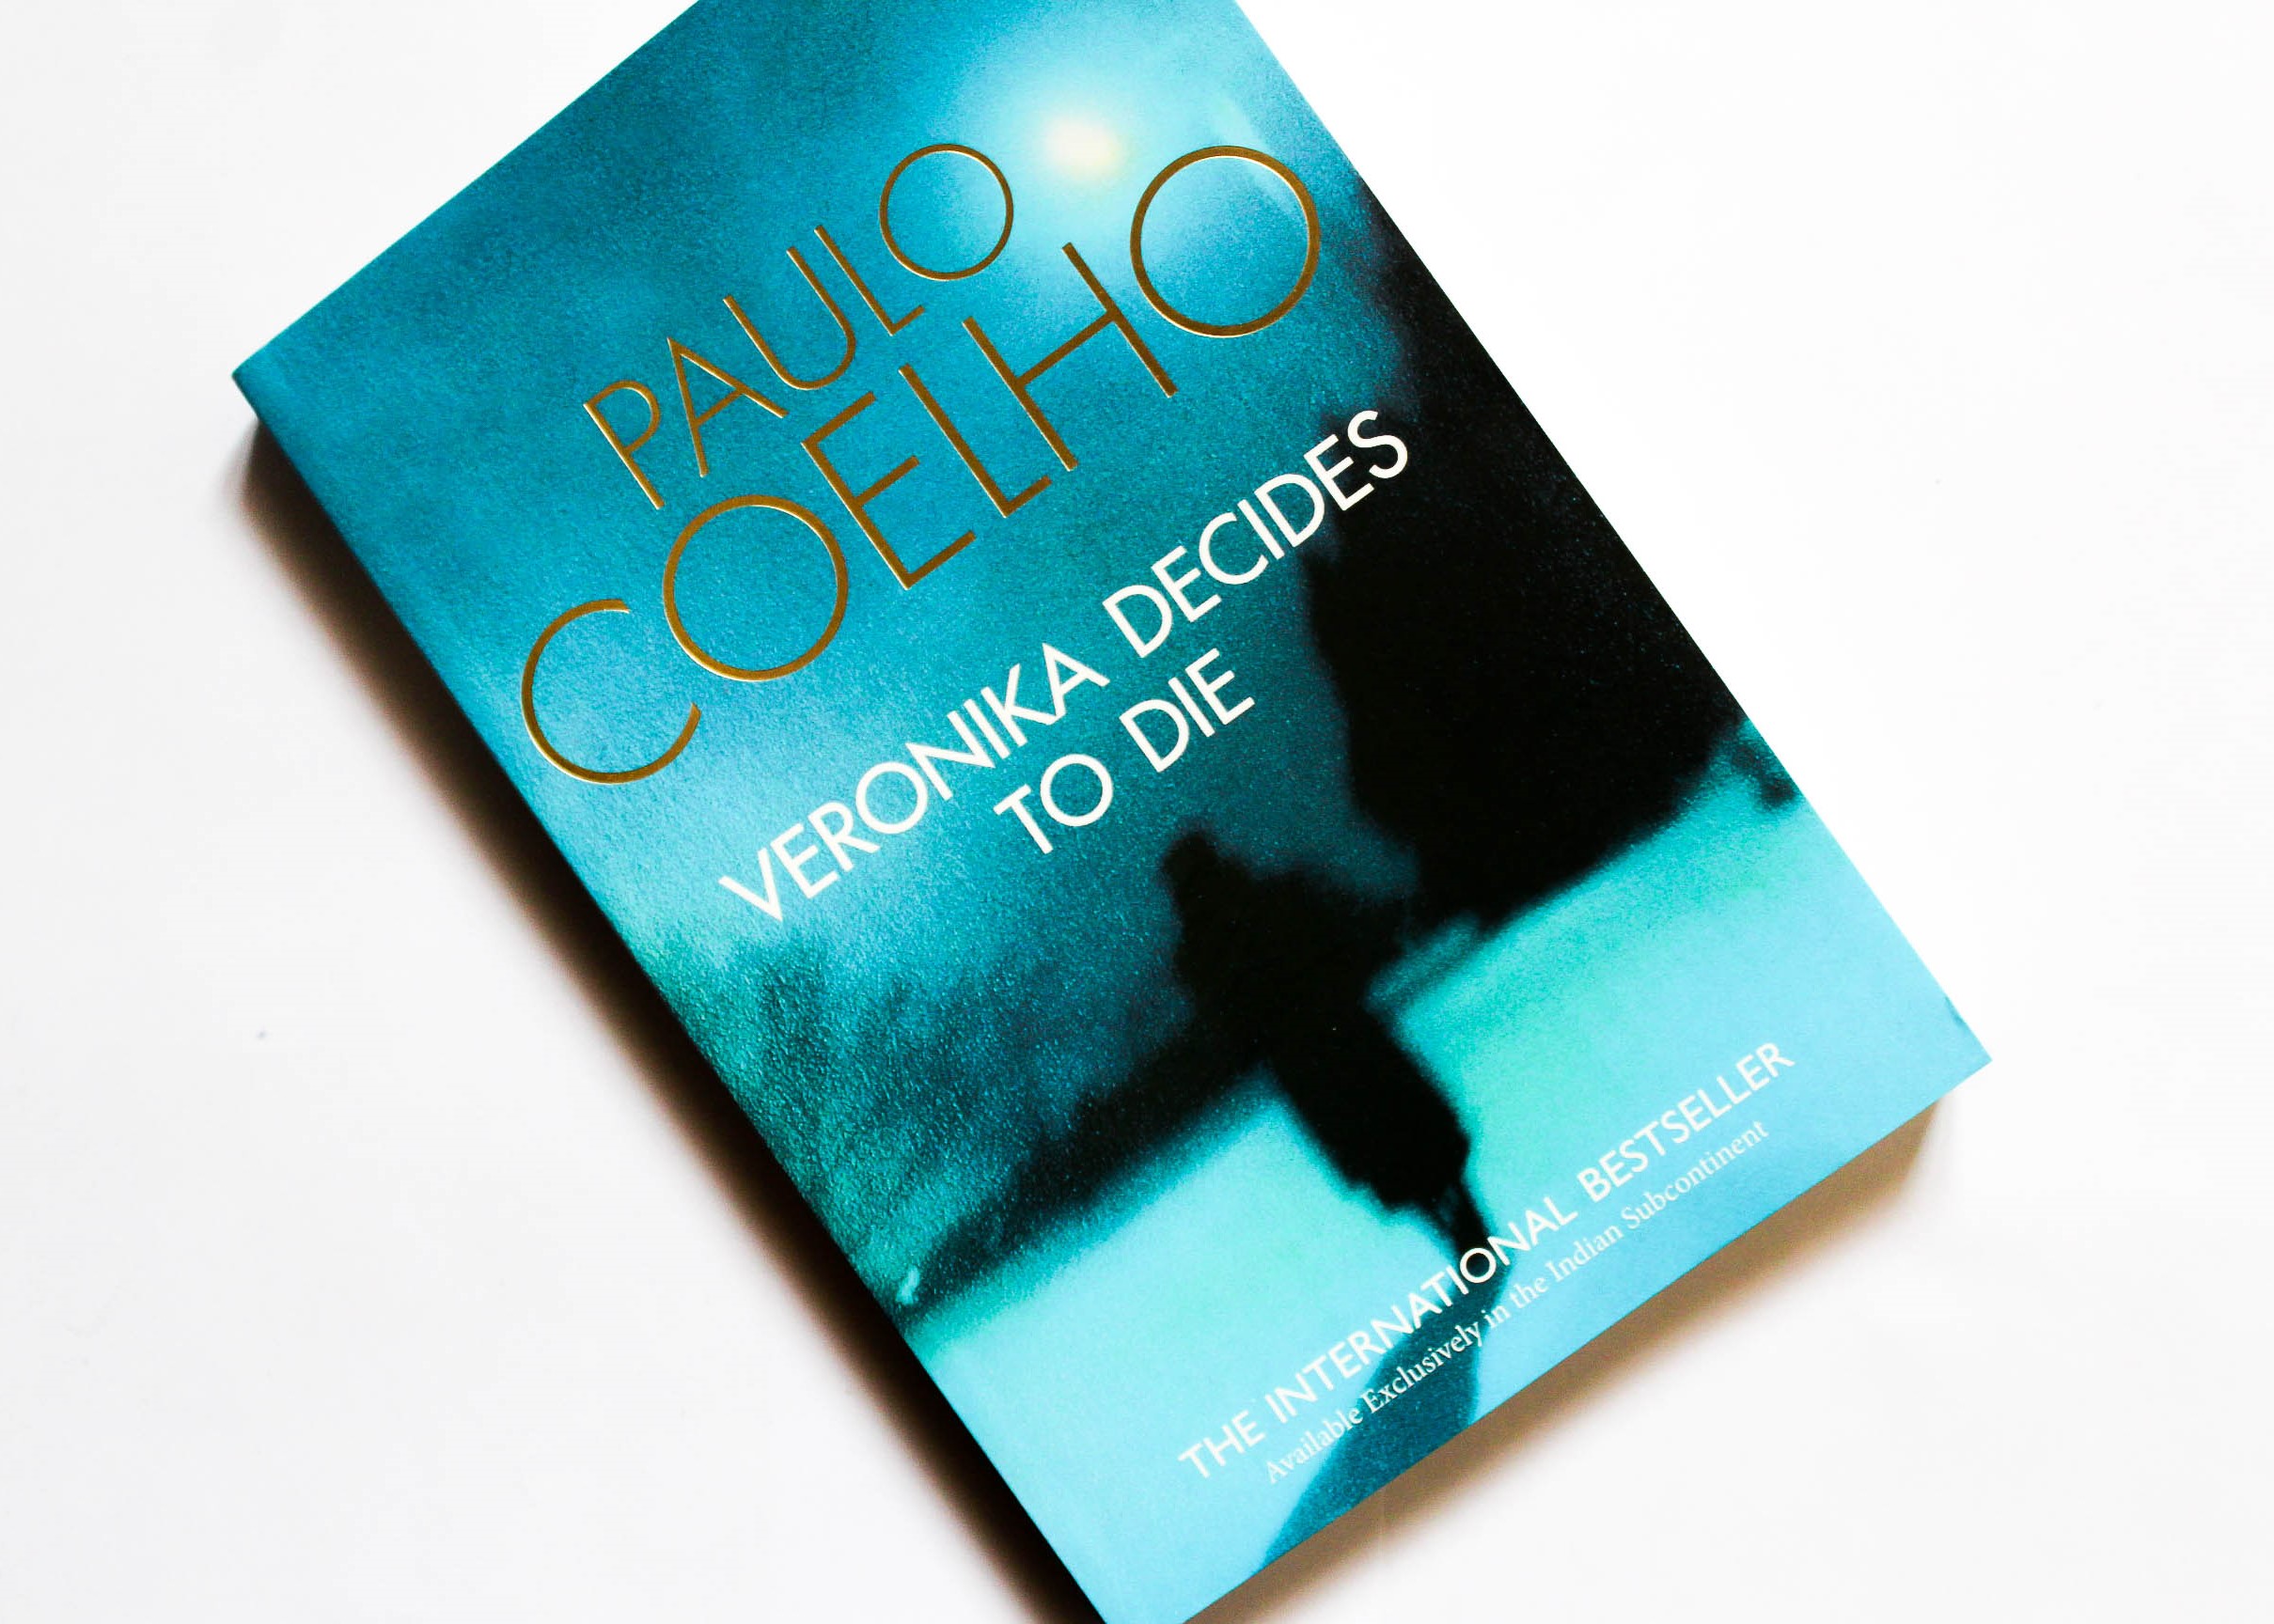 PAULO
COELHO
VERONIKA DECIDES
TO DIE
THE INTERNATIONAL BESTSELLER
Available Exclusively in the Indian Subcontinent